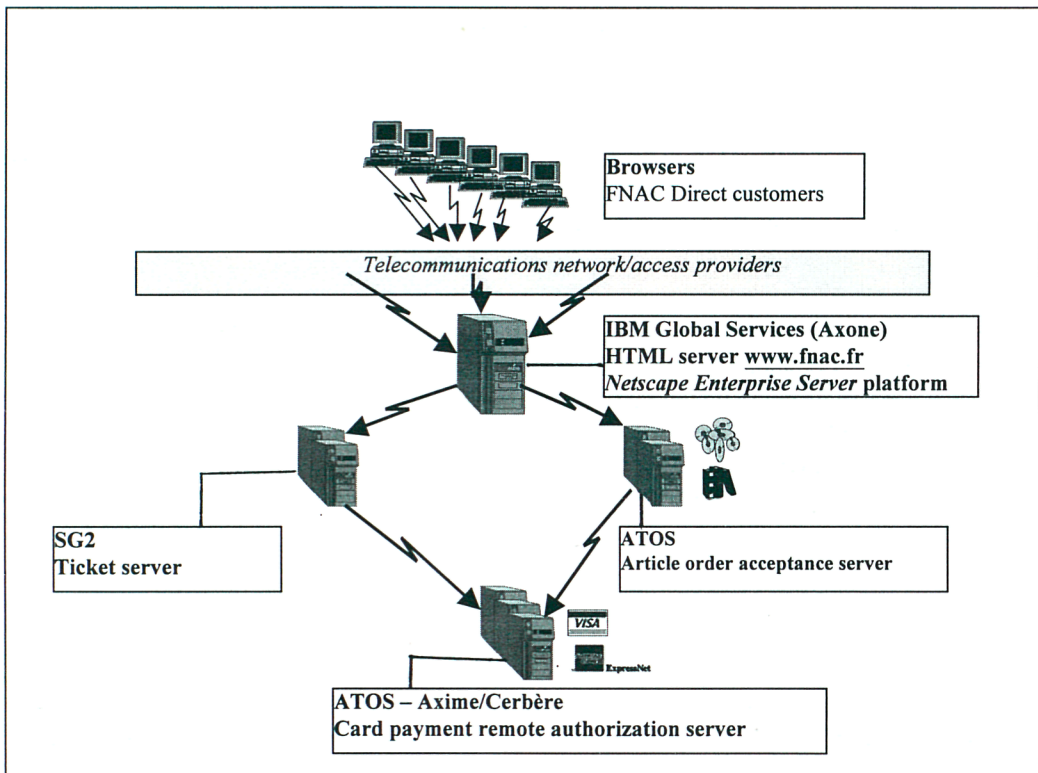 Browsers
FNAC Direct customers
Telecommunications network/access providers
IBM Global Services (Axone)
HTML server www.fnac.fr
Netscape Enterprise Server platform
SG2
Ticket server
ATOS
Article order acceptance server
VISA
ExpressNet
ATOS – Axime/Cerbère
Card payment remote authorization server